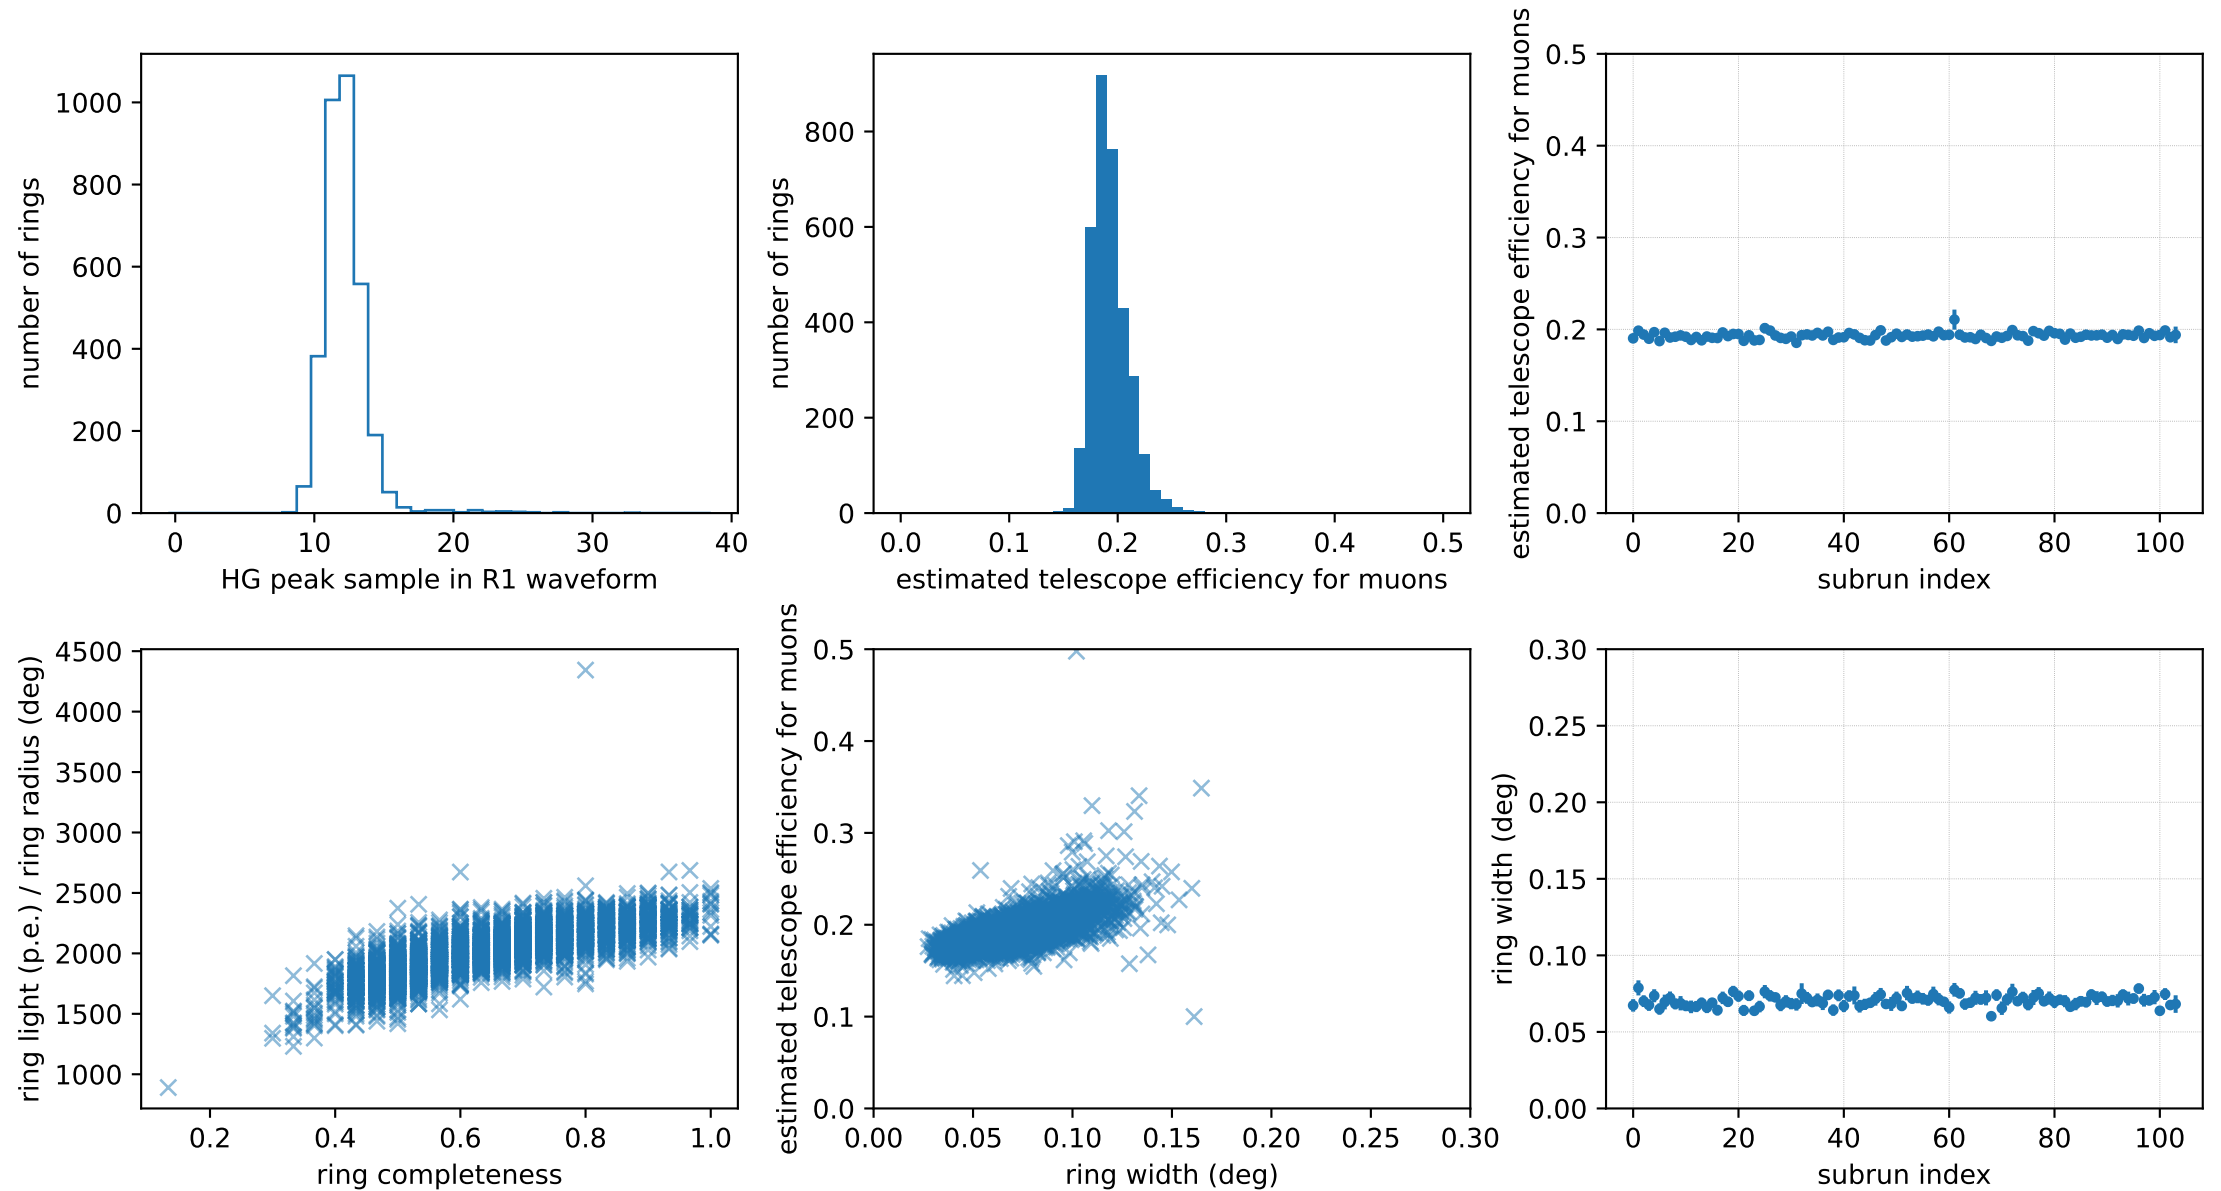 number of rings
1000
800
600
400
200
0
0 10 20 30 40
HG peak sample in R1 waveform
number of rings
800
600
400
200
0
0.0 0.1 0.2 0.3 0.4 0.5
estimated telescope efficiency for muons
estimated telescope efficiency for muons
0.5
0.4
0.3
0.2
0.1
0.0
0 20 40 60 80 100
subrun index
ring light (p.e.) / ring radius (deg)
4500
4000
3500
3000
2500
2000
1500
1000
0.2 0.4 0.6 0.8 1.0
ring completeness
estimated telescope efficiency for muons
0.5
0.4
0.3
0.2
0.1
0.0
0.00 0.05 0.10 0.15 0.20 0.25 0.30
ring width (deg)
ring width (deg)
0.30
0.25
0.20
0.15
0.10
0.05
0.00
0 20 40 60 80 100
subrun index